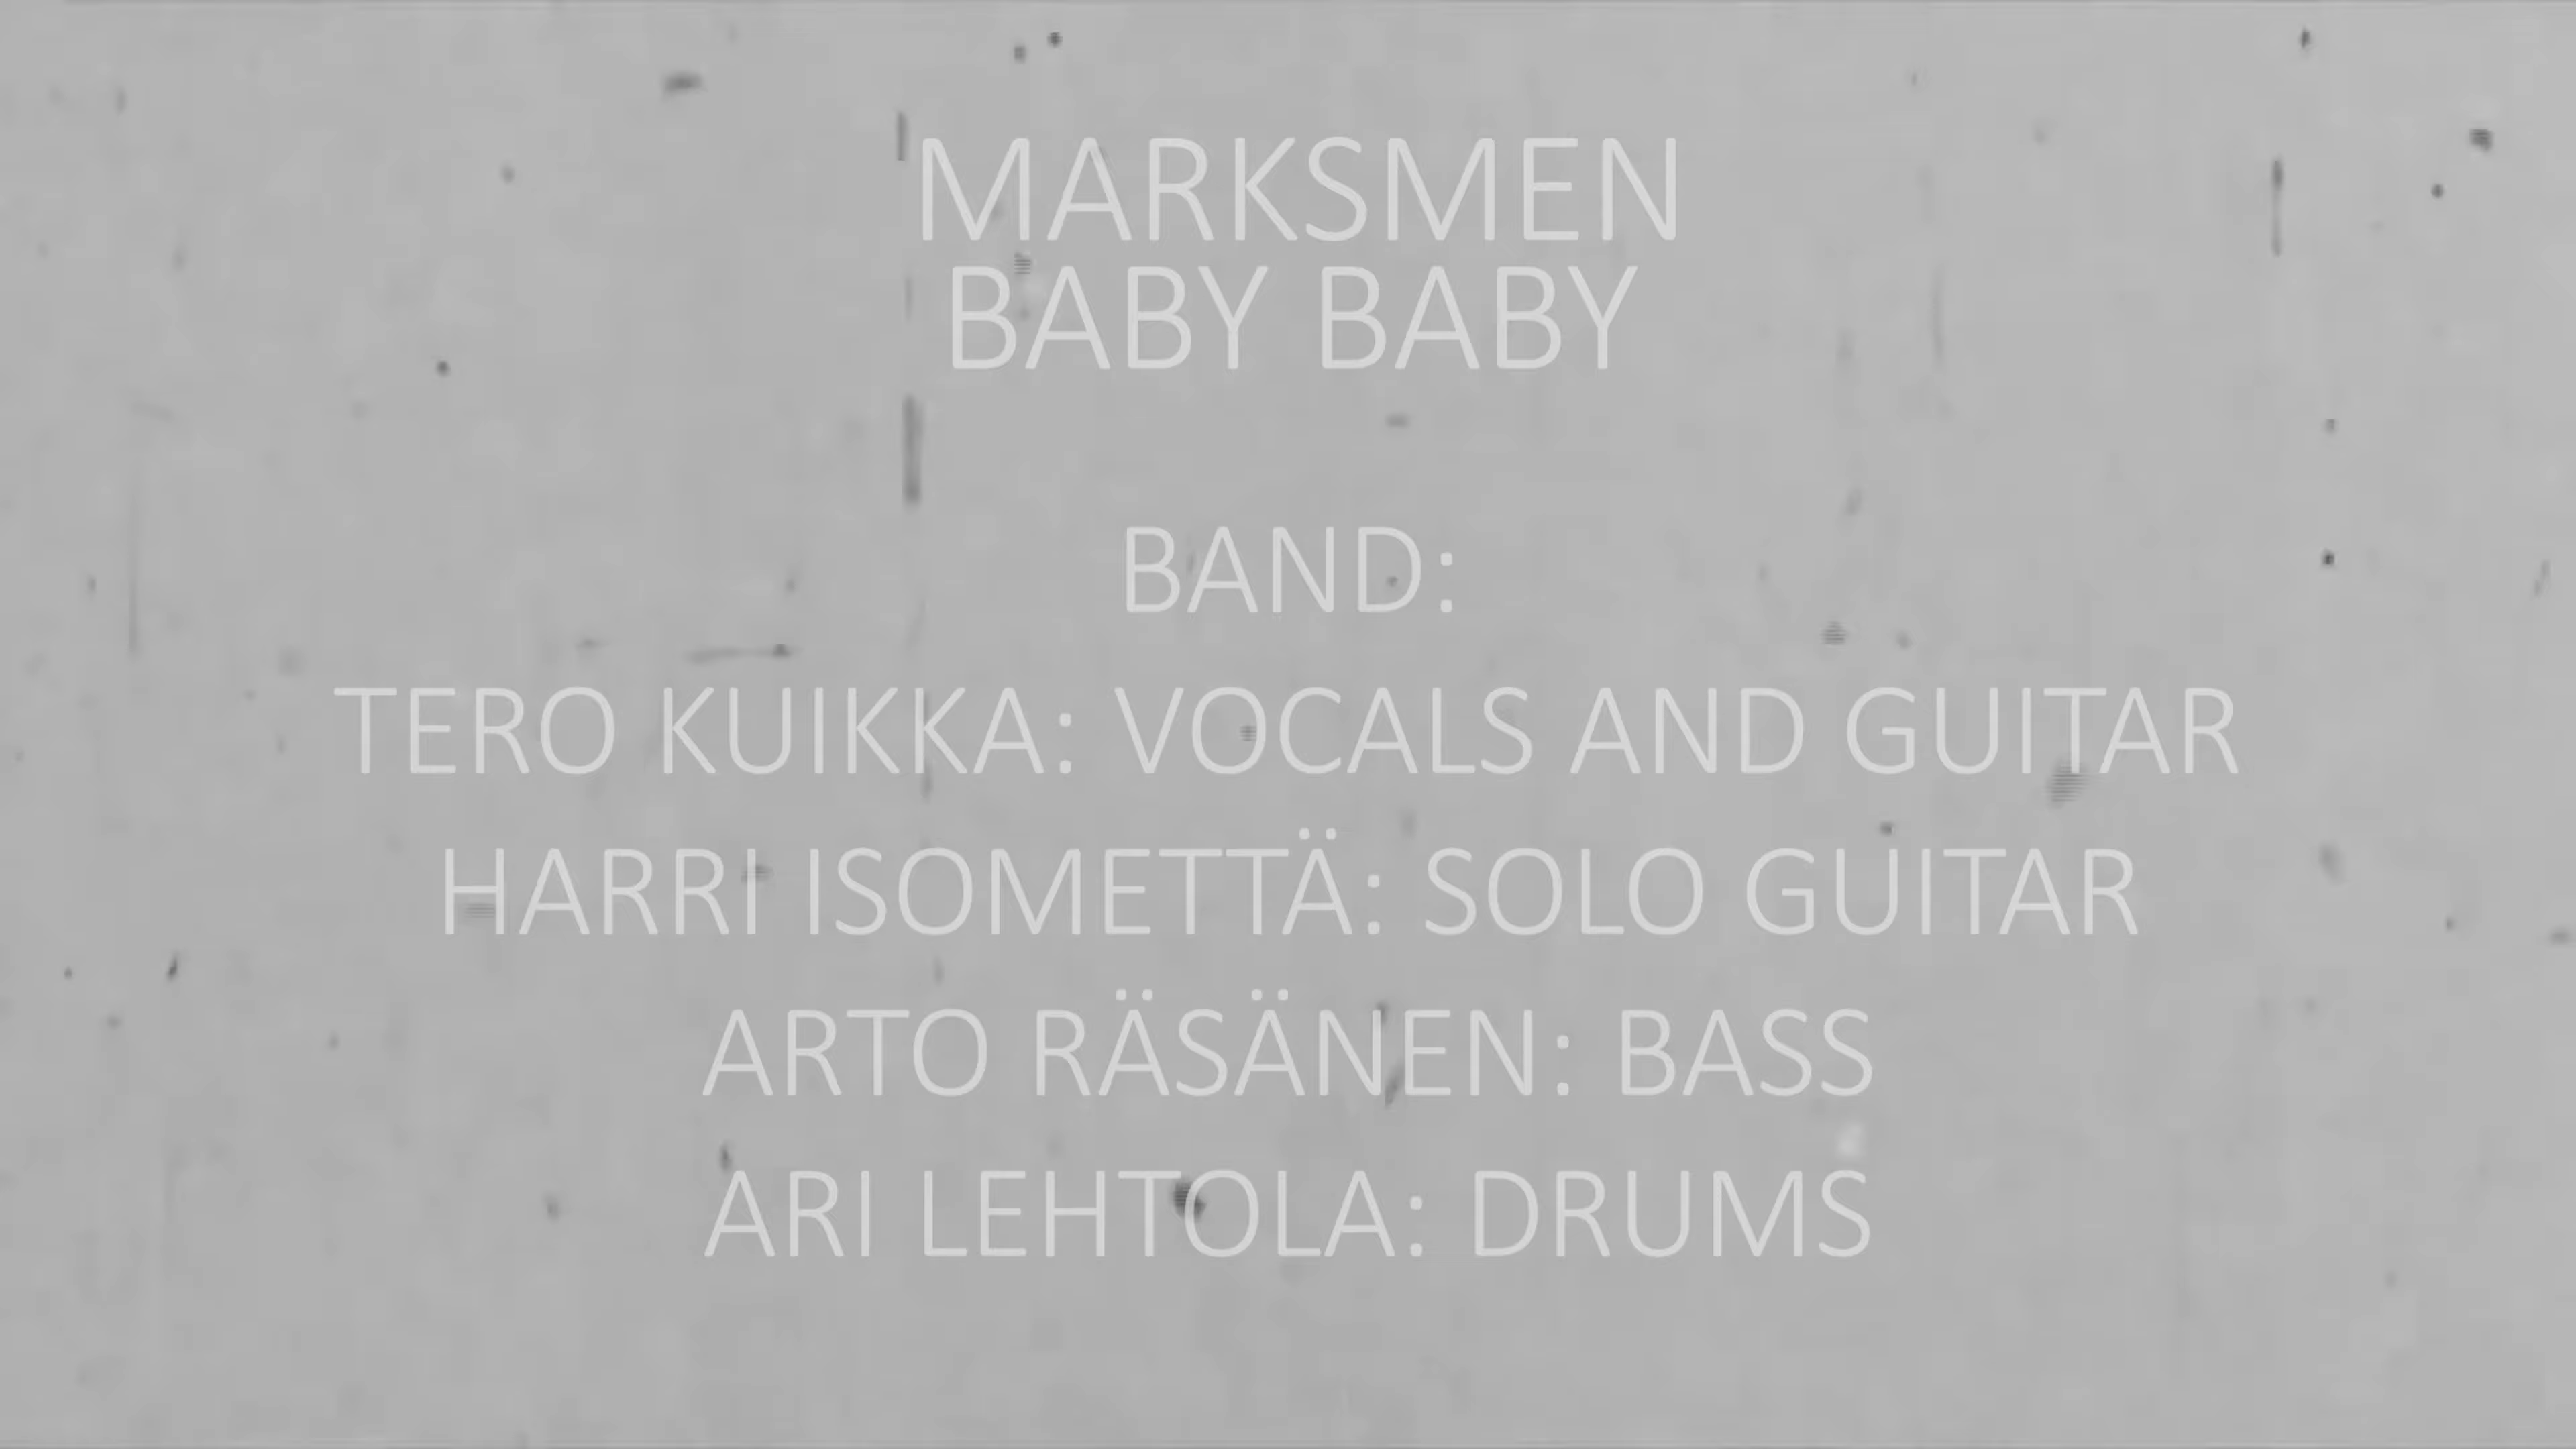 MARKSMEN
BABY BABY
BAND:
TERO KUIKKA: VOCALS AND GUITAR
HARRI ISOMETTÄ: SOLO GUITAR
ARTO RÄSÄNEN: BASS
ARI LEHTOLA: DRUMS